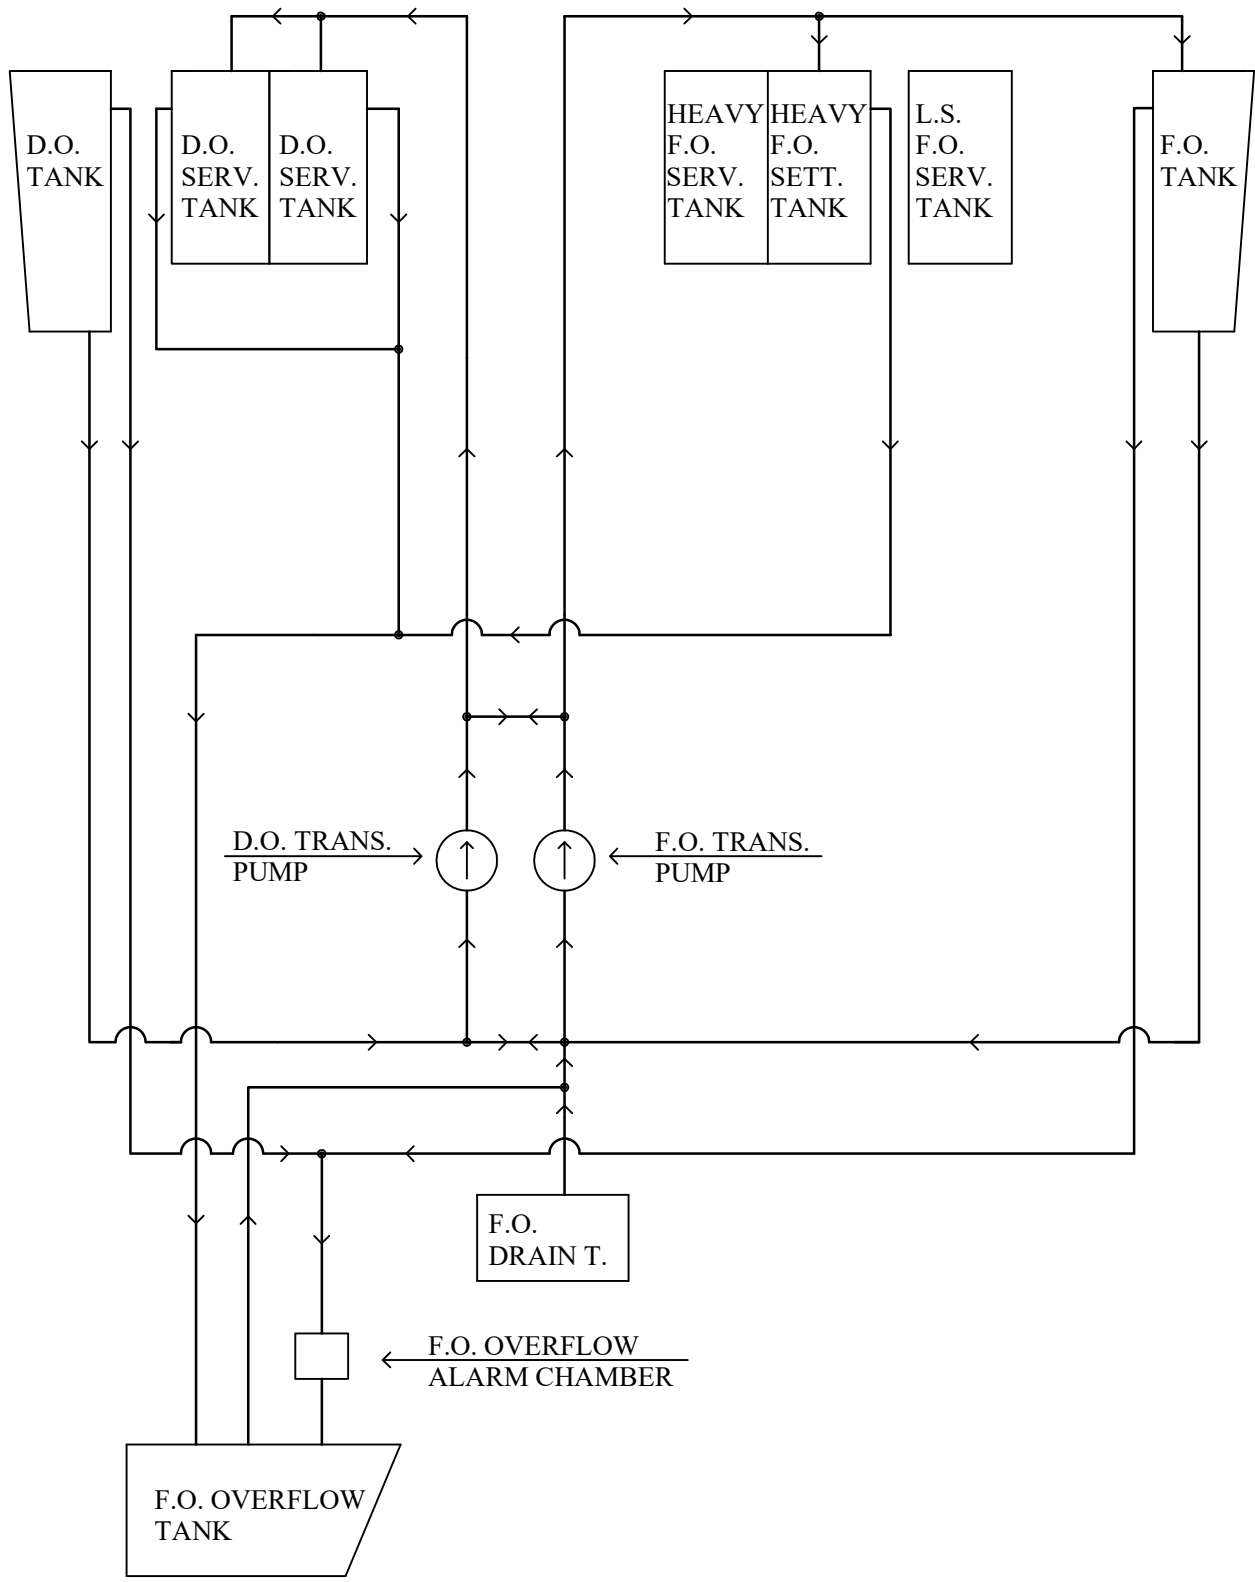 D.O.
TANK
D.O.
SERV.
TANK
D.O.
SERV.
TANK
HEAVY
F.O.
SERV.
TANK
HEAVY
F.O.
SETT.
TANK
L.S.
F.O.
SERV.
TANK
F.O.
TANK
D.O. TRANS.
PUMP
F.O. TRANS.
PUMP
F.O.
DRAIN T.
F.O. OVERFLOW
ALARM CHAMBER
F.O. OVERFLOW
TANK